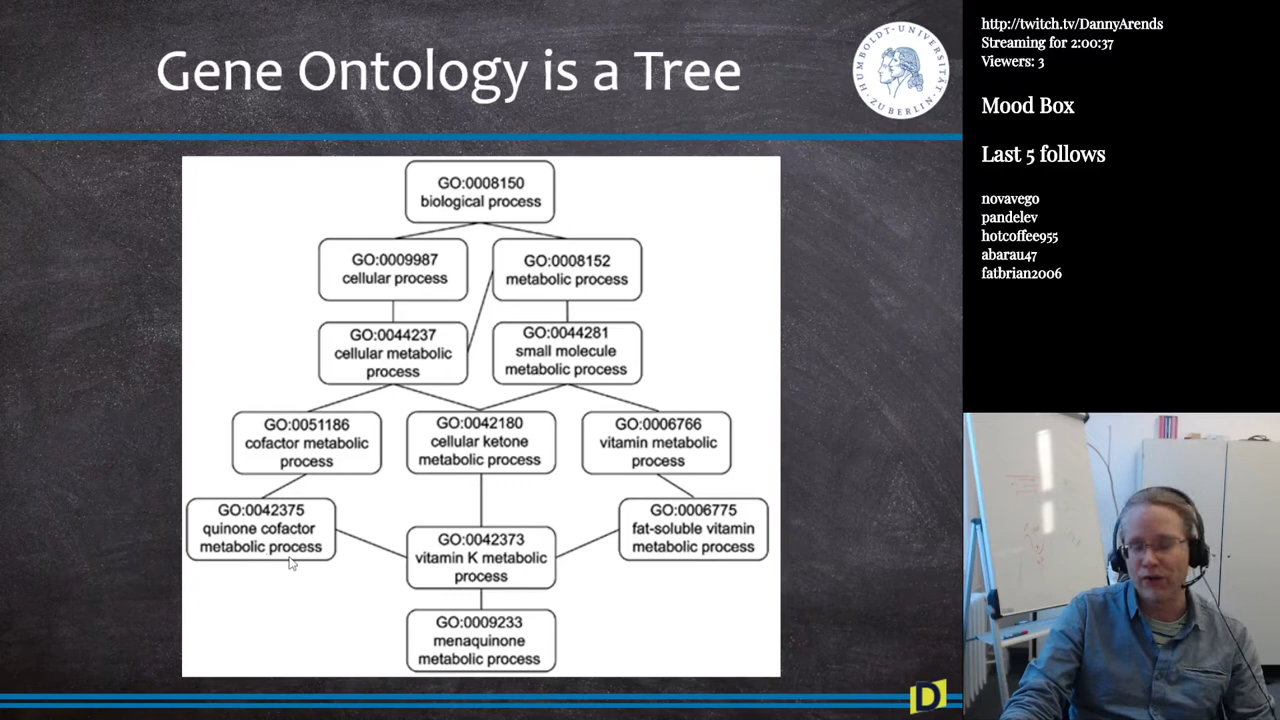 Gene Ontology is a Tree
HUMBOLDT-UNIVERSITÄT
ZU BERLIN
GO:0008150
biological process
GO:0009987
cellular process
GO:0008152
metabolic process
GO:0044237
cellular metabolic
process
GO:0044281
small molecule
metabolic process
GO:0051186
cofactor metabolic
process
GO:0042180
cellular ketone
metabolic process
GO:0006766
vitamin metabolic
process
GO:0042375
quinone cofactor
metabolic process
GO:0042373
vitamin K metabolic
process
GO:0006775
fat-soluble vitamin
metabolic process
GO:0009233
menaquinone
metabolic process
D
http://twitch.tv/DannyArends
Streaming for 2:00:37
Viewers: 3
Mood Box
Last 5 follows
novavego
pandelev
hotcoffee955
abarau47
fatbrian2006